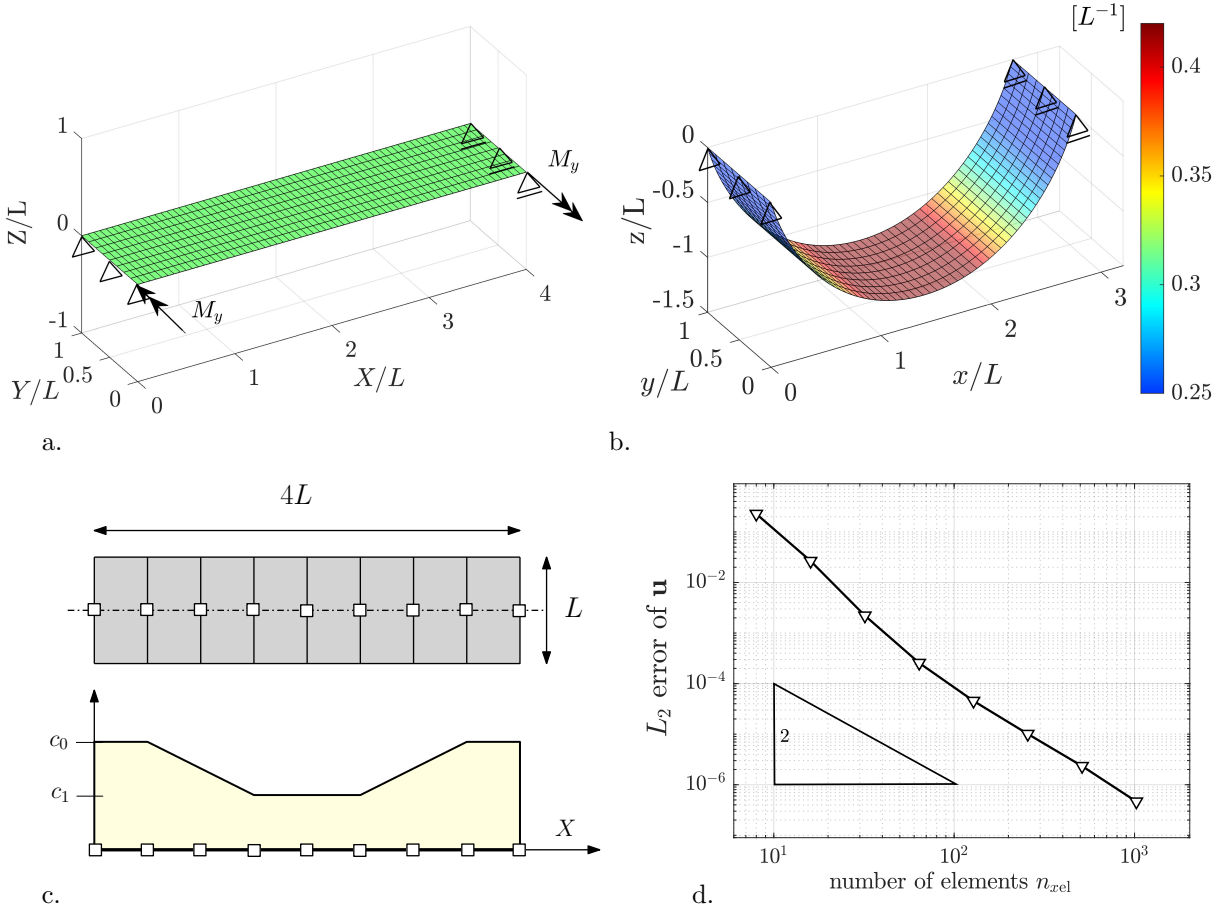 1
0
-1
Z/L
1
0.5
0
Y/L
0
1
2
3
4
X/L
M_y
M_y
a.
[L^{-1}]
0.4
0.35
0.3
0.25
0
-0.5
-1
-1.5
z/L
1
0.5
0
y/L
0
1
2
3
x/L
b.
4L
L
c_0
c_1
X
c.
10^{-2}
10^{-4}
10^{-6}
L_2 error of u
2
10^1
10^2
10^3
number of elements n_{xel}
d.